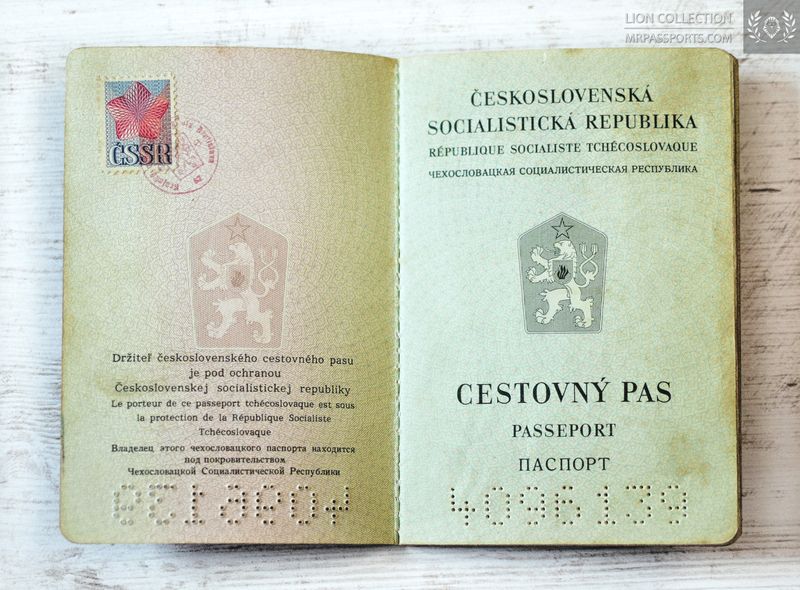 LION COLLECTION
MRPASSPORTS.COM
ČSSR
Držiteľ československého cestovného pasu
je pod ochranou
Československej socialistickej republiky
Le porteur de ce passeport tchécoslovaque est sous
la protection de la République Socialiste
Tchécoslovaque
Владелец этого чехословацкого паспорта находится
под покровительством
Чехословацкой Социалистической Республики
ČESKOSLOVENSKÁ
SOCIALISTICKÁ REPUBLIKA
RÉPUBLIQUE SOCIALISTE TCHÉCOSLOVAQUE
ЧЕХОСЛОВАЦКАЯ СОЦИАЛИСТИЧЕСКАЯ РЕСПУБЛИКА
CESTOVNÝ PAS
PASSEPORT
ПАСПОРТ
4096139